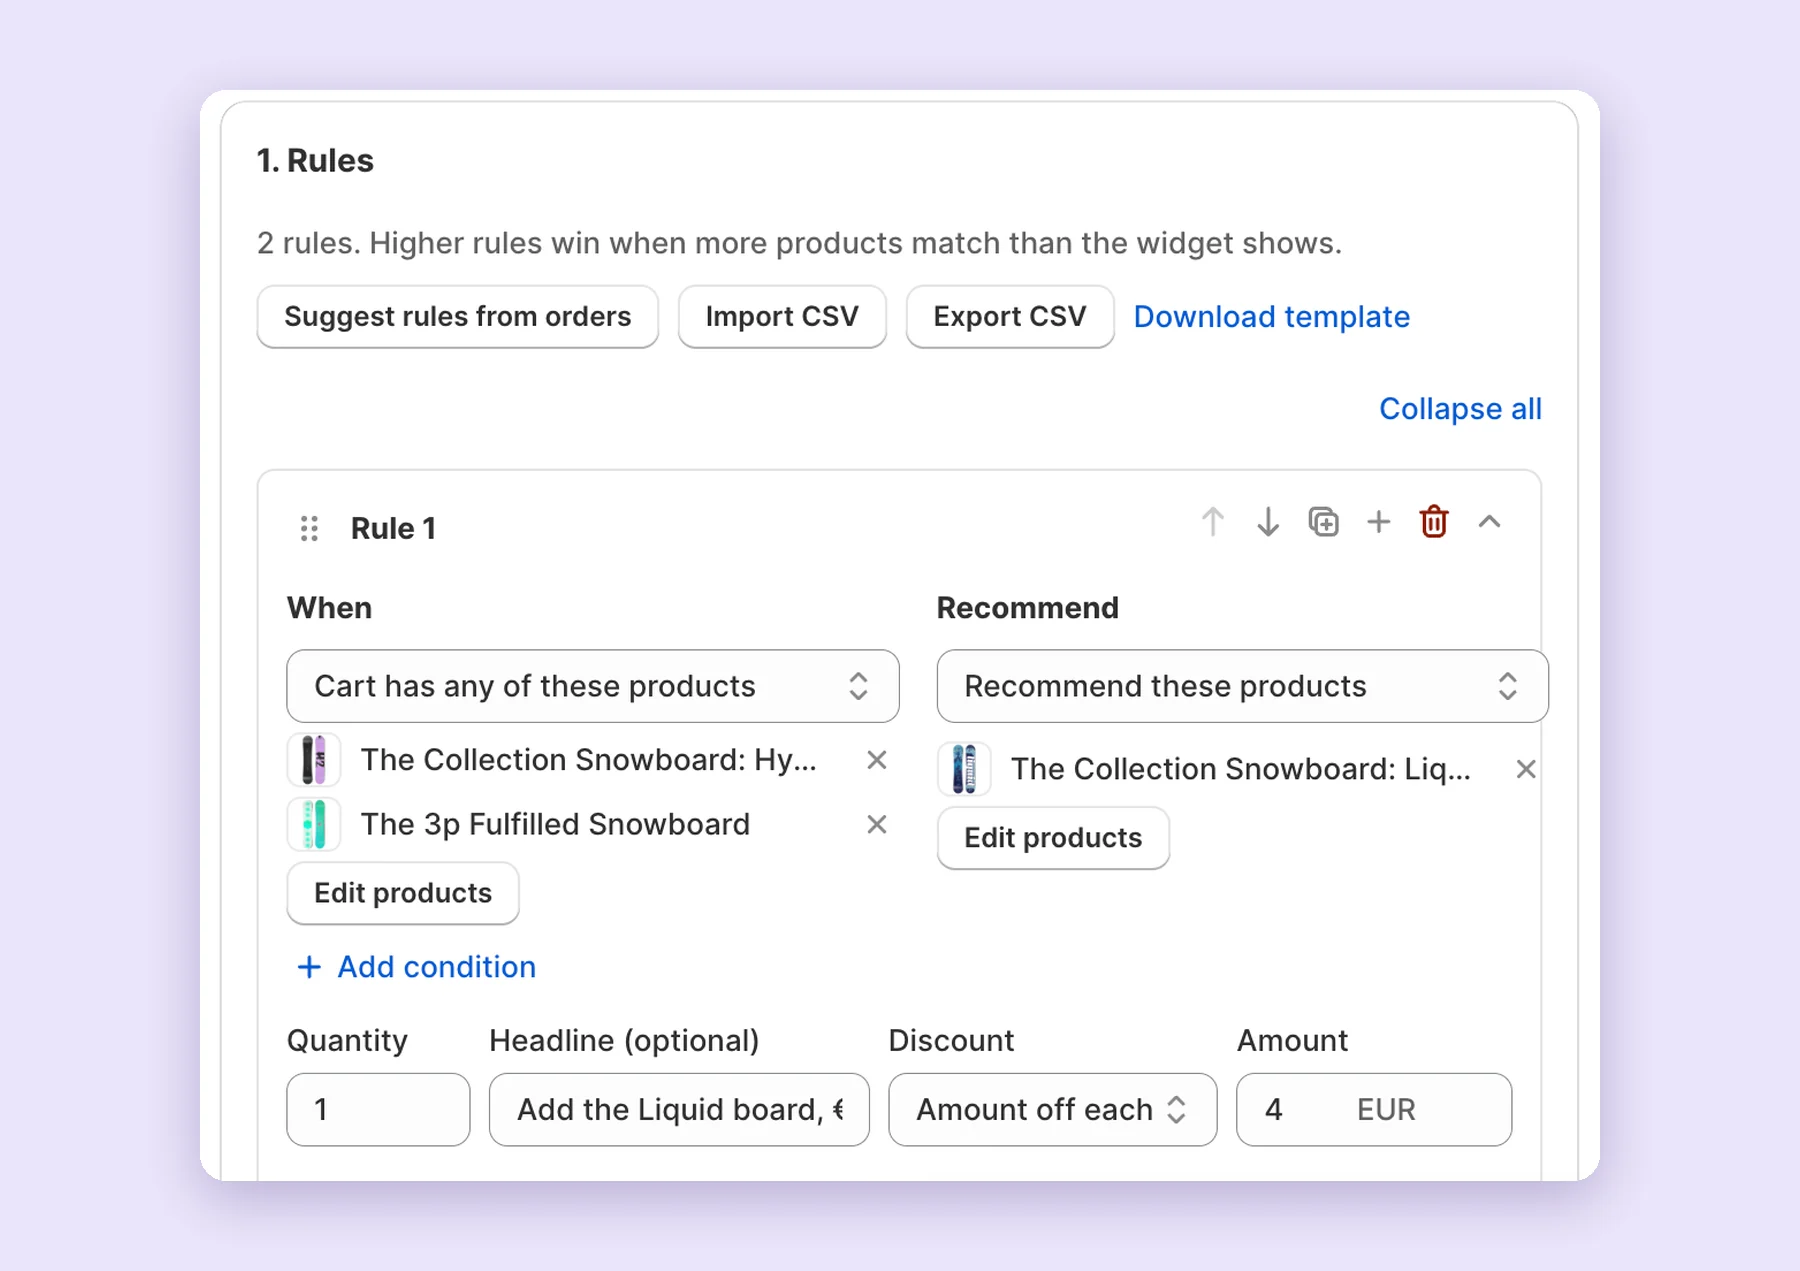 1. Rules
2 rules. Higher rules win when more products match than the widget shows.
Suggest rules from orders
Import CSV
Export CSV
Download template
Collapse all
Rule 1
When
Recommend
Cart has any of these products
Recommend these products
The Collection Snowboard: Hy...
The Collection Snowboard: Liq...
The 3p Fulfilled Snowboard
Edit products
Edit products
Add condition
Quantity
Headline (optional)
Discount
Amount
1
Add the Liquid board, €
Amount off each
4 EUR